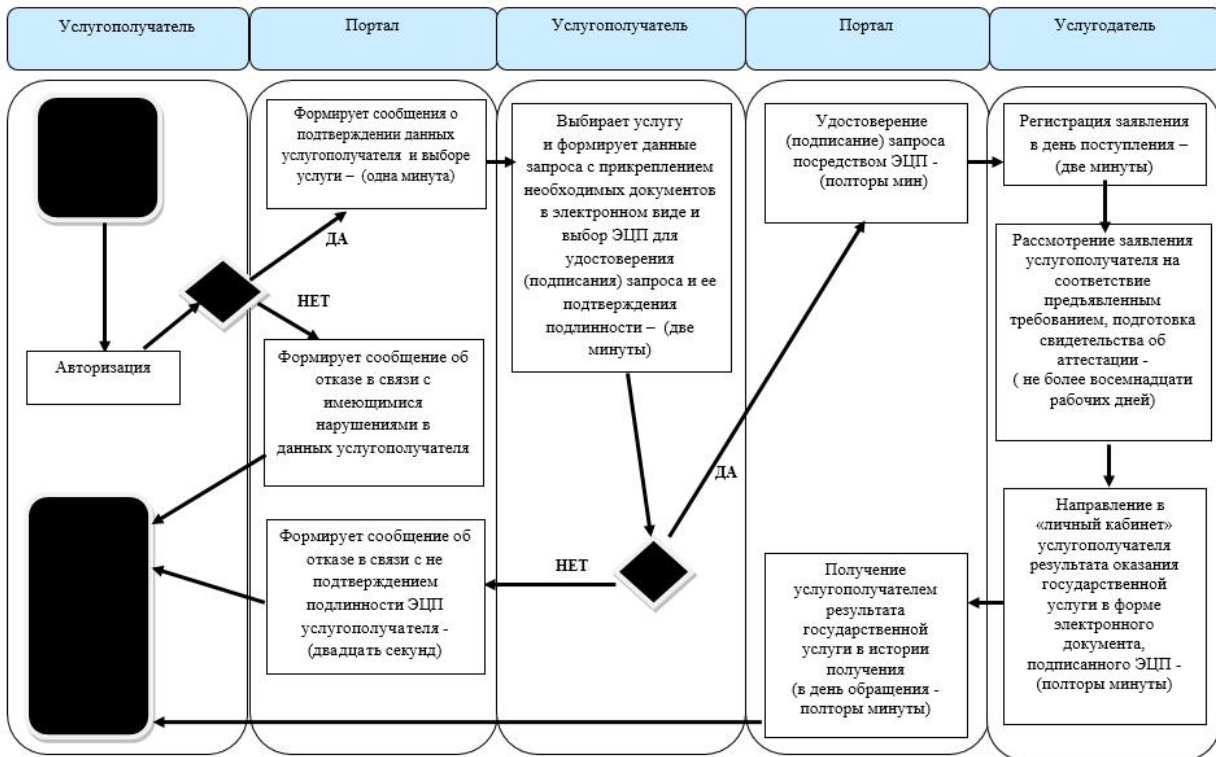 Услугополучатель
Портал
Услугополучатель
Портал
Услугодатель
Формирует сообщения о
подтверждении данных
услугополучателя и выборе
услуги – (одна минута)
ДА
НЕТ
Авторизация
Формирует сообщение об
отказе в связи с
имеющимися
нарушениями в
данных услугополучателя
Формирует сообщение об
отказе в связи с не
подтверждением
подлинности ЭЦП
услугополучателя -
(двадцать секунд)
Выбирает услугу
и формирует данные
запроса с прикреплением
необходимых документов
в электронном виде и
выбор ЭЦП для
удостоверения
(подписания) запроса и ее
подтверждения
подлинности – (две
минуты)
НЕТ
ДА
Удостоверение
(подписание) запроса
посредством ЭЦП -
(полторы мин)
Регистрация заявления
в день поступления –
(две минуты)
Рассмотрение заявления
услугополучателя на
соответствие
предъявленным
требованием, подготовка
свидетельства об
аттестации -
( не более восемнадцати
рабочих дней)
Направление в
«личный кабинет»
услугополучателя
результата оказания
государственной
услуги в форме
электронного
документа,
подписанного ЭЦП -
(полторы минуты)
Получение
услугополучателем
результата
государственной
услуги в истории
получения
(в день обращения -
полторы минуты)